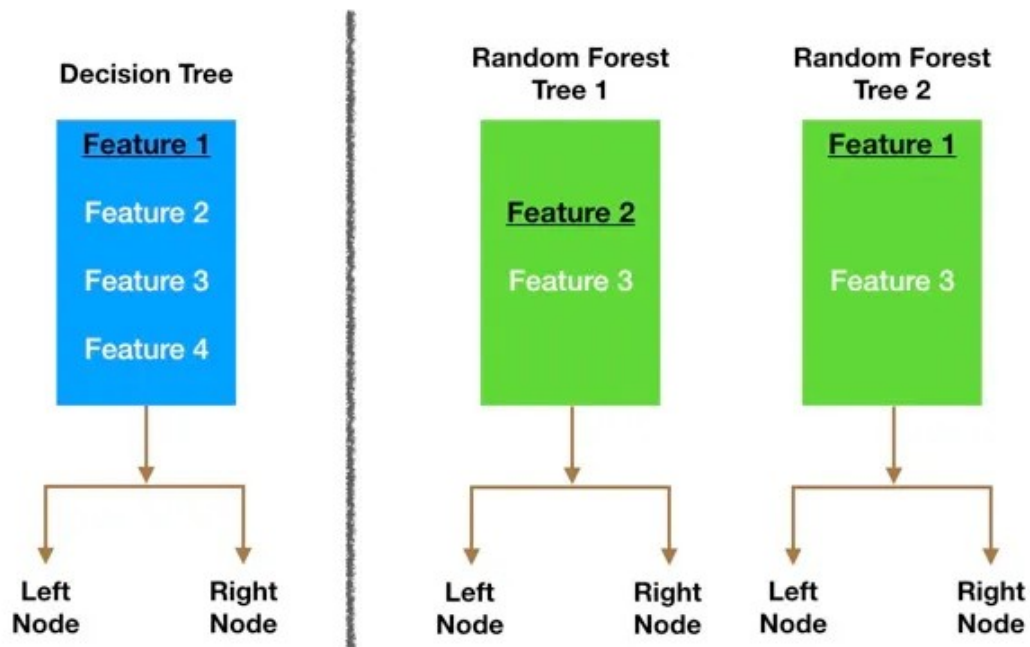 Decision Tree
Feature 1
Feature 2
Feature 3
Feature 4
Left
Node
Right
Node
Random Forest
Tree 1
Feature 2
Feature 3
Left
Node
Right
Node
Random Forest
Tree 2
Feature 1
Feature 3
Left
Node
Right
Node